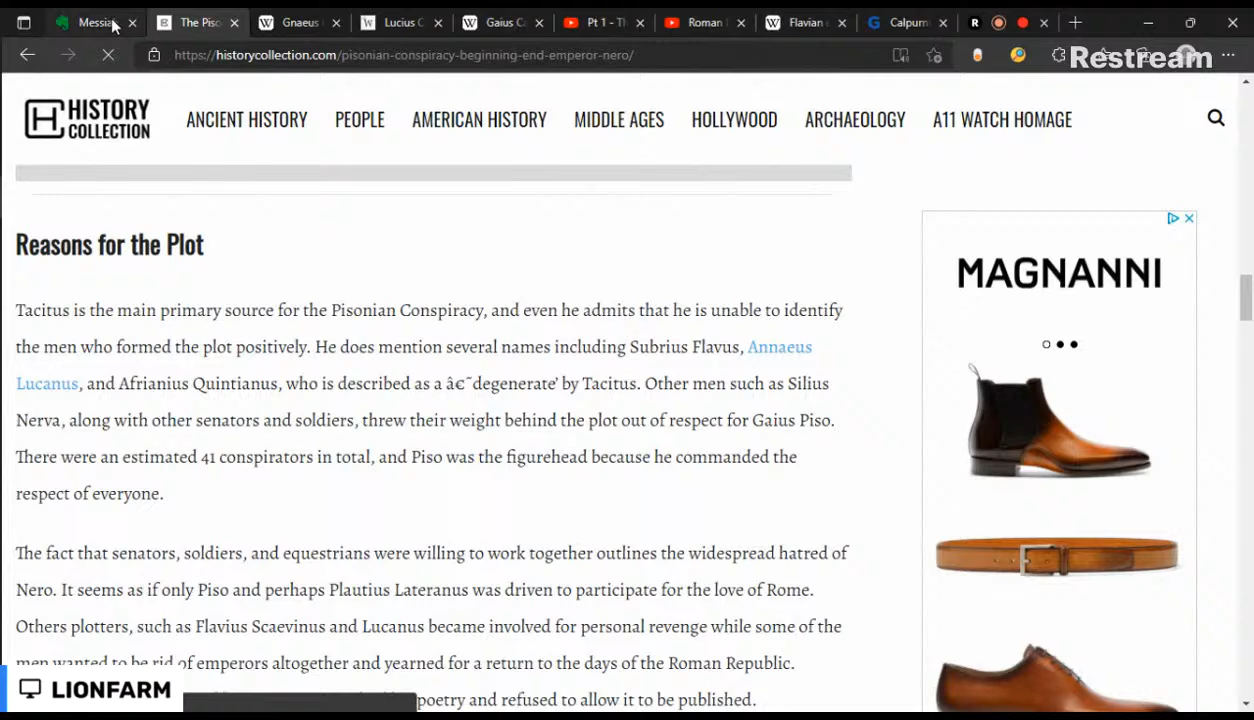 Messia
The Piso
Gnaeus
Lucius C
Gaius C
Pt 1 - Th
Roman
Flavian
Calpurn
https://historycollection.com/pisonian-conspiracy-beginning-end-emperor-nero/
Restream
HISTORY
COLLECTION
ANCIENT HISTORY
PEOPLE
AMERICAN HISTORY
MIDDLE AGES
HOLLYWOOD
ARCHAEOLOGY
A11 WATCH HOMAGE
Reasons for the Plot
Tacitus is the main primary source for the Pisonian Conspiracy, and even he admits that he is unable to identify
the men who formed the plot positively. He does mention several names including Subrius Flavus, Annaeus
Lucanus, and Afrianius Quintianus, who is described as a â€˜degenerate’ by Tacitus. Other men such as Silius
Nerva, along with other senators and soldiers, threw their weight behind the plot out of respect for Gaius Piso.
There were an estimated 41 conspirators in total, and Piso was the figurehead because he commanded the
respect of everyone.
The fact that senators, soldiers, and equestrians were willing to work together outlines the widespread hatred of
Nero. It seems as if only Piso and perhaps Plautius Lateranus was driven to participate for the love of Rome.
Others plotters, such as Flavius Scaevinus and Lucanus became involved for personal revenge while some of the
men wanted to be rid of emperors altogether and yearned for a return to the days of the Roman Republic.
poetry and refused to allow it to be published.
MAGNANNI
LIONFARM